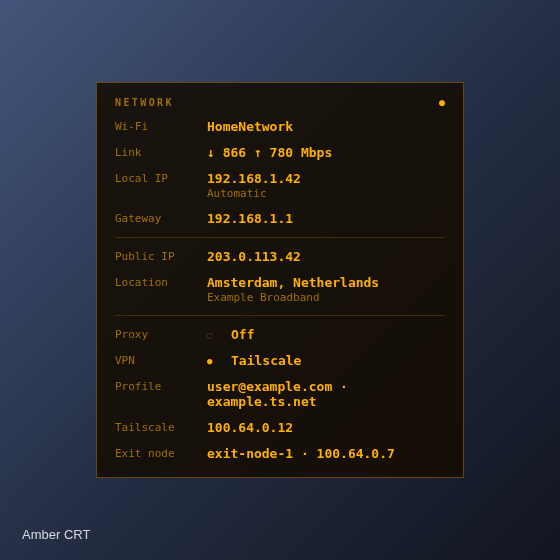 NETWORK
Wi-Fi HomeNetwork
Link ↓ 866 ↑ 780 Mbps
Local IP 192.168.1.42
Automatic
Gateway 192.168.1.1
Public IP 203.0.113.42
Location Amsterdam, Netherlands
Example Broadband
Proxy ○ Off
VPN ● Tailscale
Profile user@example.com ·
example.ts.net
Tailscale 100.64.0.12
Exit node exit-node-1 · 100.64.0.7
Amber CRT